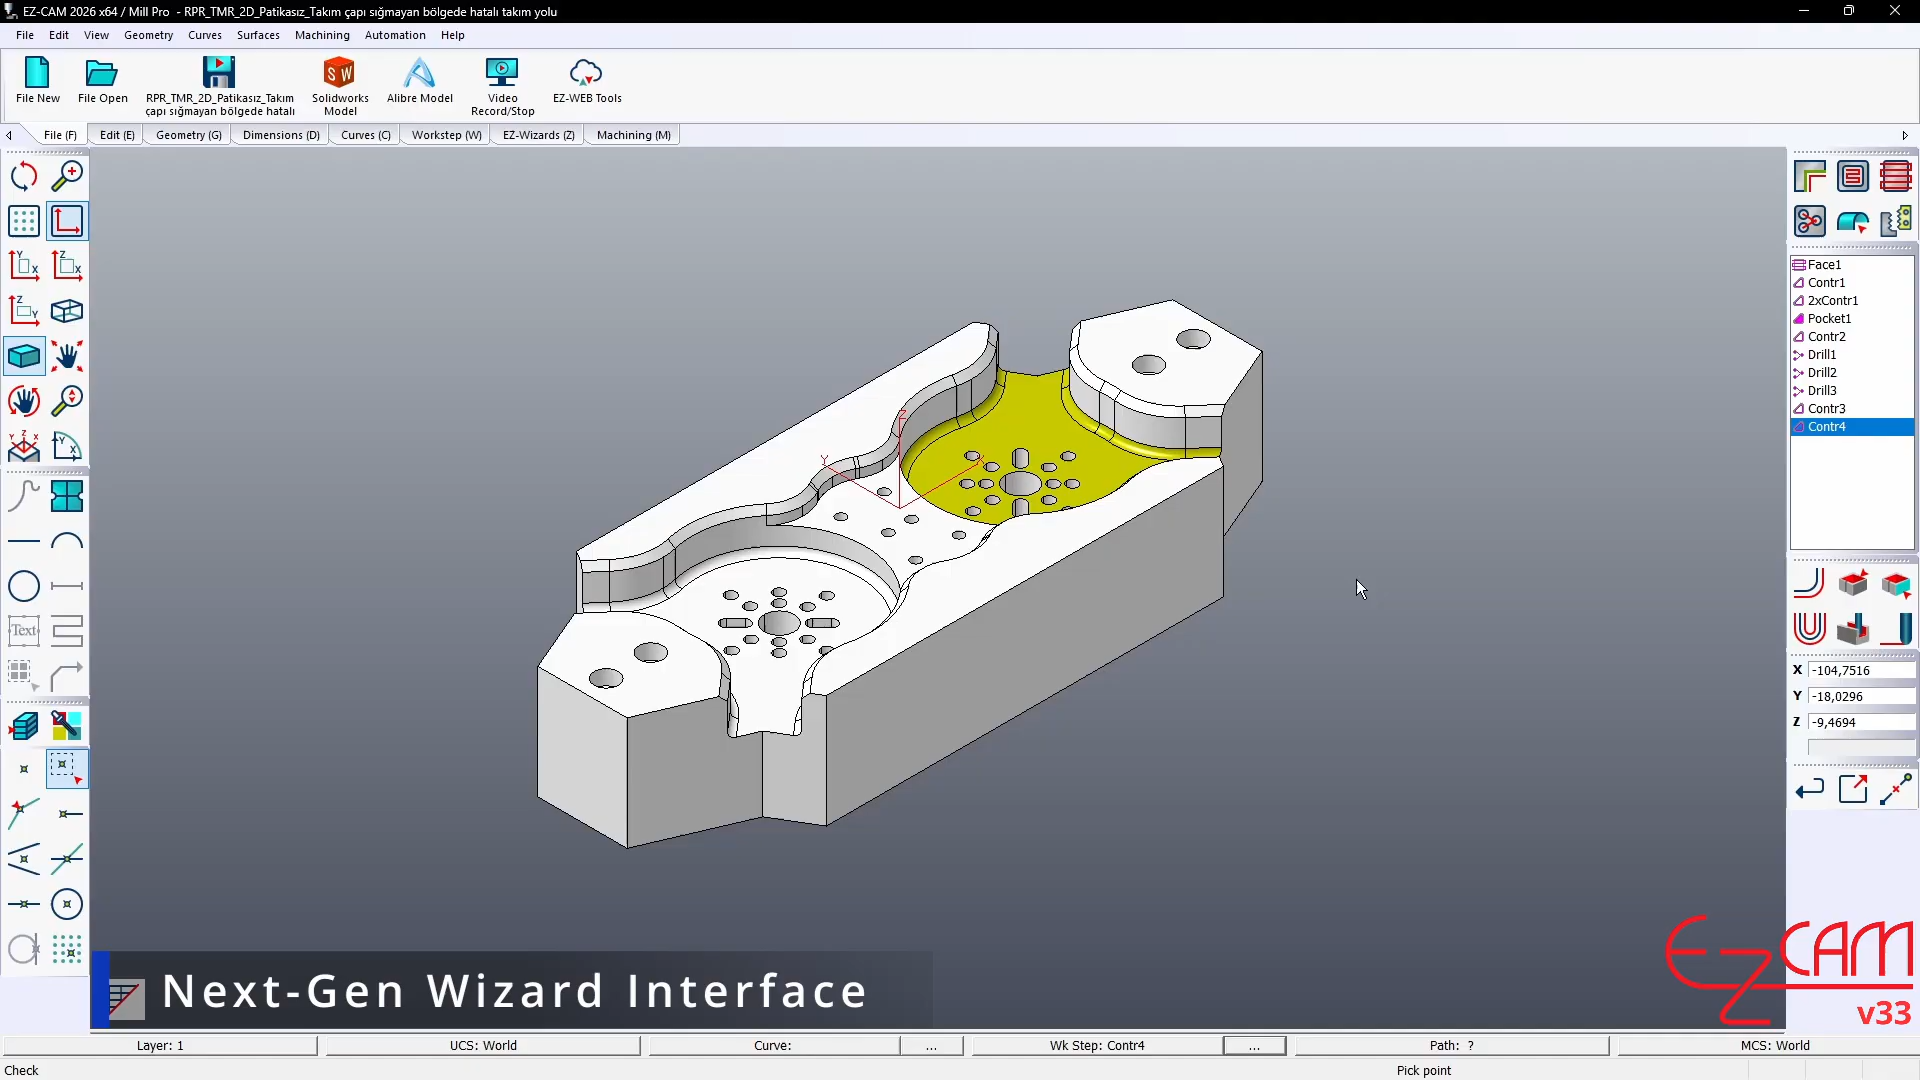 EZ-CAM 2026 x64 / Mill Pro - RPR_TMR_2D_Patikasız_Takım çapı sığmayan bölgede hatalı takım yolu
File Edit View Geometry Curves Surfaces Machining Automation Help
File New
File Open
RPR_TMR_2D_Patikasız_Takım
çapı sığmayan bölgede hatalı
Solidworks
Model
Alibre Model
Video
Record/Stop
EZ-WEB Tools
File (F) Edit (E) Geometry (G) Dimensions (D) Curves (C) Workstep (W) EZ-Wizards (Z) Machining (M)
Y
X
Z
X
Z
Y
Y Z X
Y
X
Text
SW
Z
Y
X
Face1
Contr1
2xContr1
Pocket1
Contr2
Drill1
Drill2
Drill3
Contr3
Contr4
X -104,7516
Y -18,0296
Z -9,4694
Next-Gen Wizard Interface
EZCAM
v33
Layer: 1 UCS: World Curve: ... Wk Step: Contr4 ... Path: ? MCS: World
Check Pick point